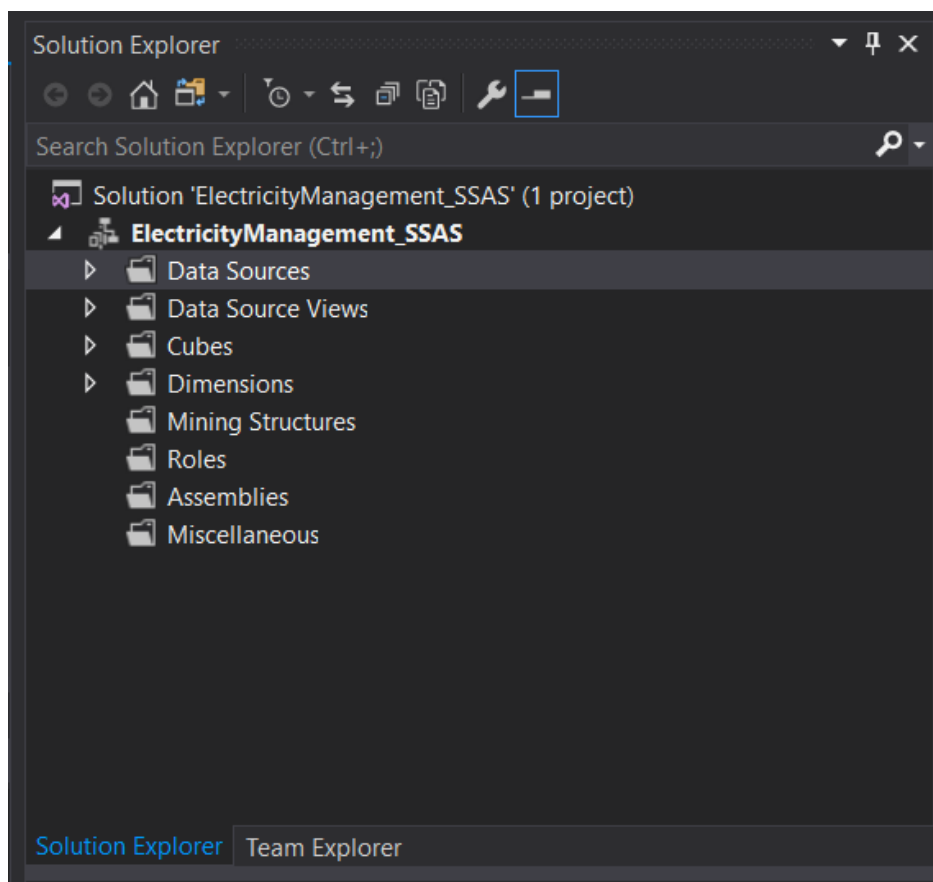 Solution Explorer
Search Solution Explorer (Ctrl+;)
Solution 'ElectricityManagement_SSAS' (1 project)
ElectricityManagement_SSAS
Data Sources
Data Source Views
Cubes
Dimensions
Mining Structures
Roles
Assemblies
Miscellaneous
Solution Explorer Team Explorer